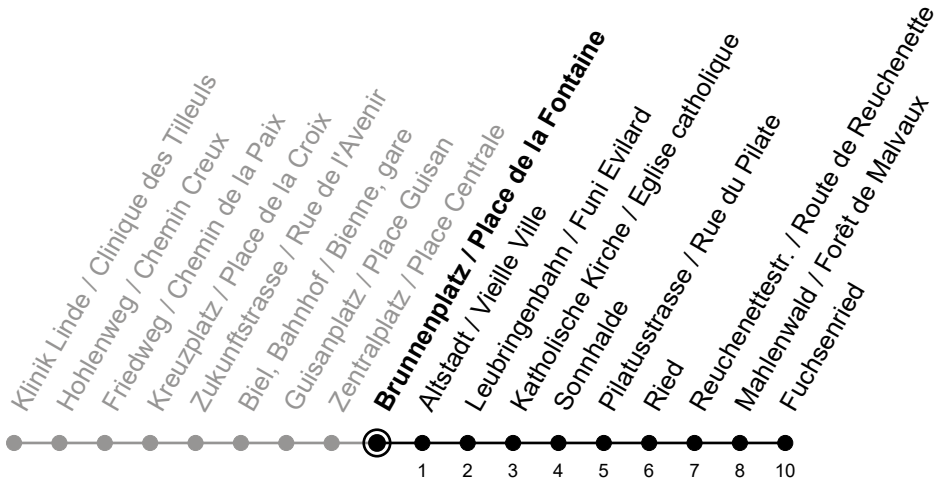 Klinik Linde / Clinique des Tilleuls
Hohlenweg / Chemin Creux
Friedweg / Chemin de la Paix
Kreuzplatz / Place de la Croix
Zukunftstrasse / Rue de l'Avenir
Biel, Bahnhof / Bienne, gare
Guisanplatz / Place Guisan
Zentralplatz / Place Centrale
Brunnenplatz / Place de la Fontaine
Altstadt / Vieille Ville
Leubringenbahn / Funi Evilard
Katholische Kirche / Eglise catholique
Sonnhalde
Pilatusstrasse / Rue du Pilate
Ried
Reuchenettestr. / Route de Reuchenette
Mahlenwald / Forêt de Malvaux
Fuchsenried
1 2 3 4 5 6 7 8 10